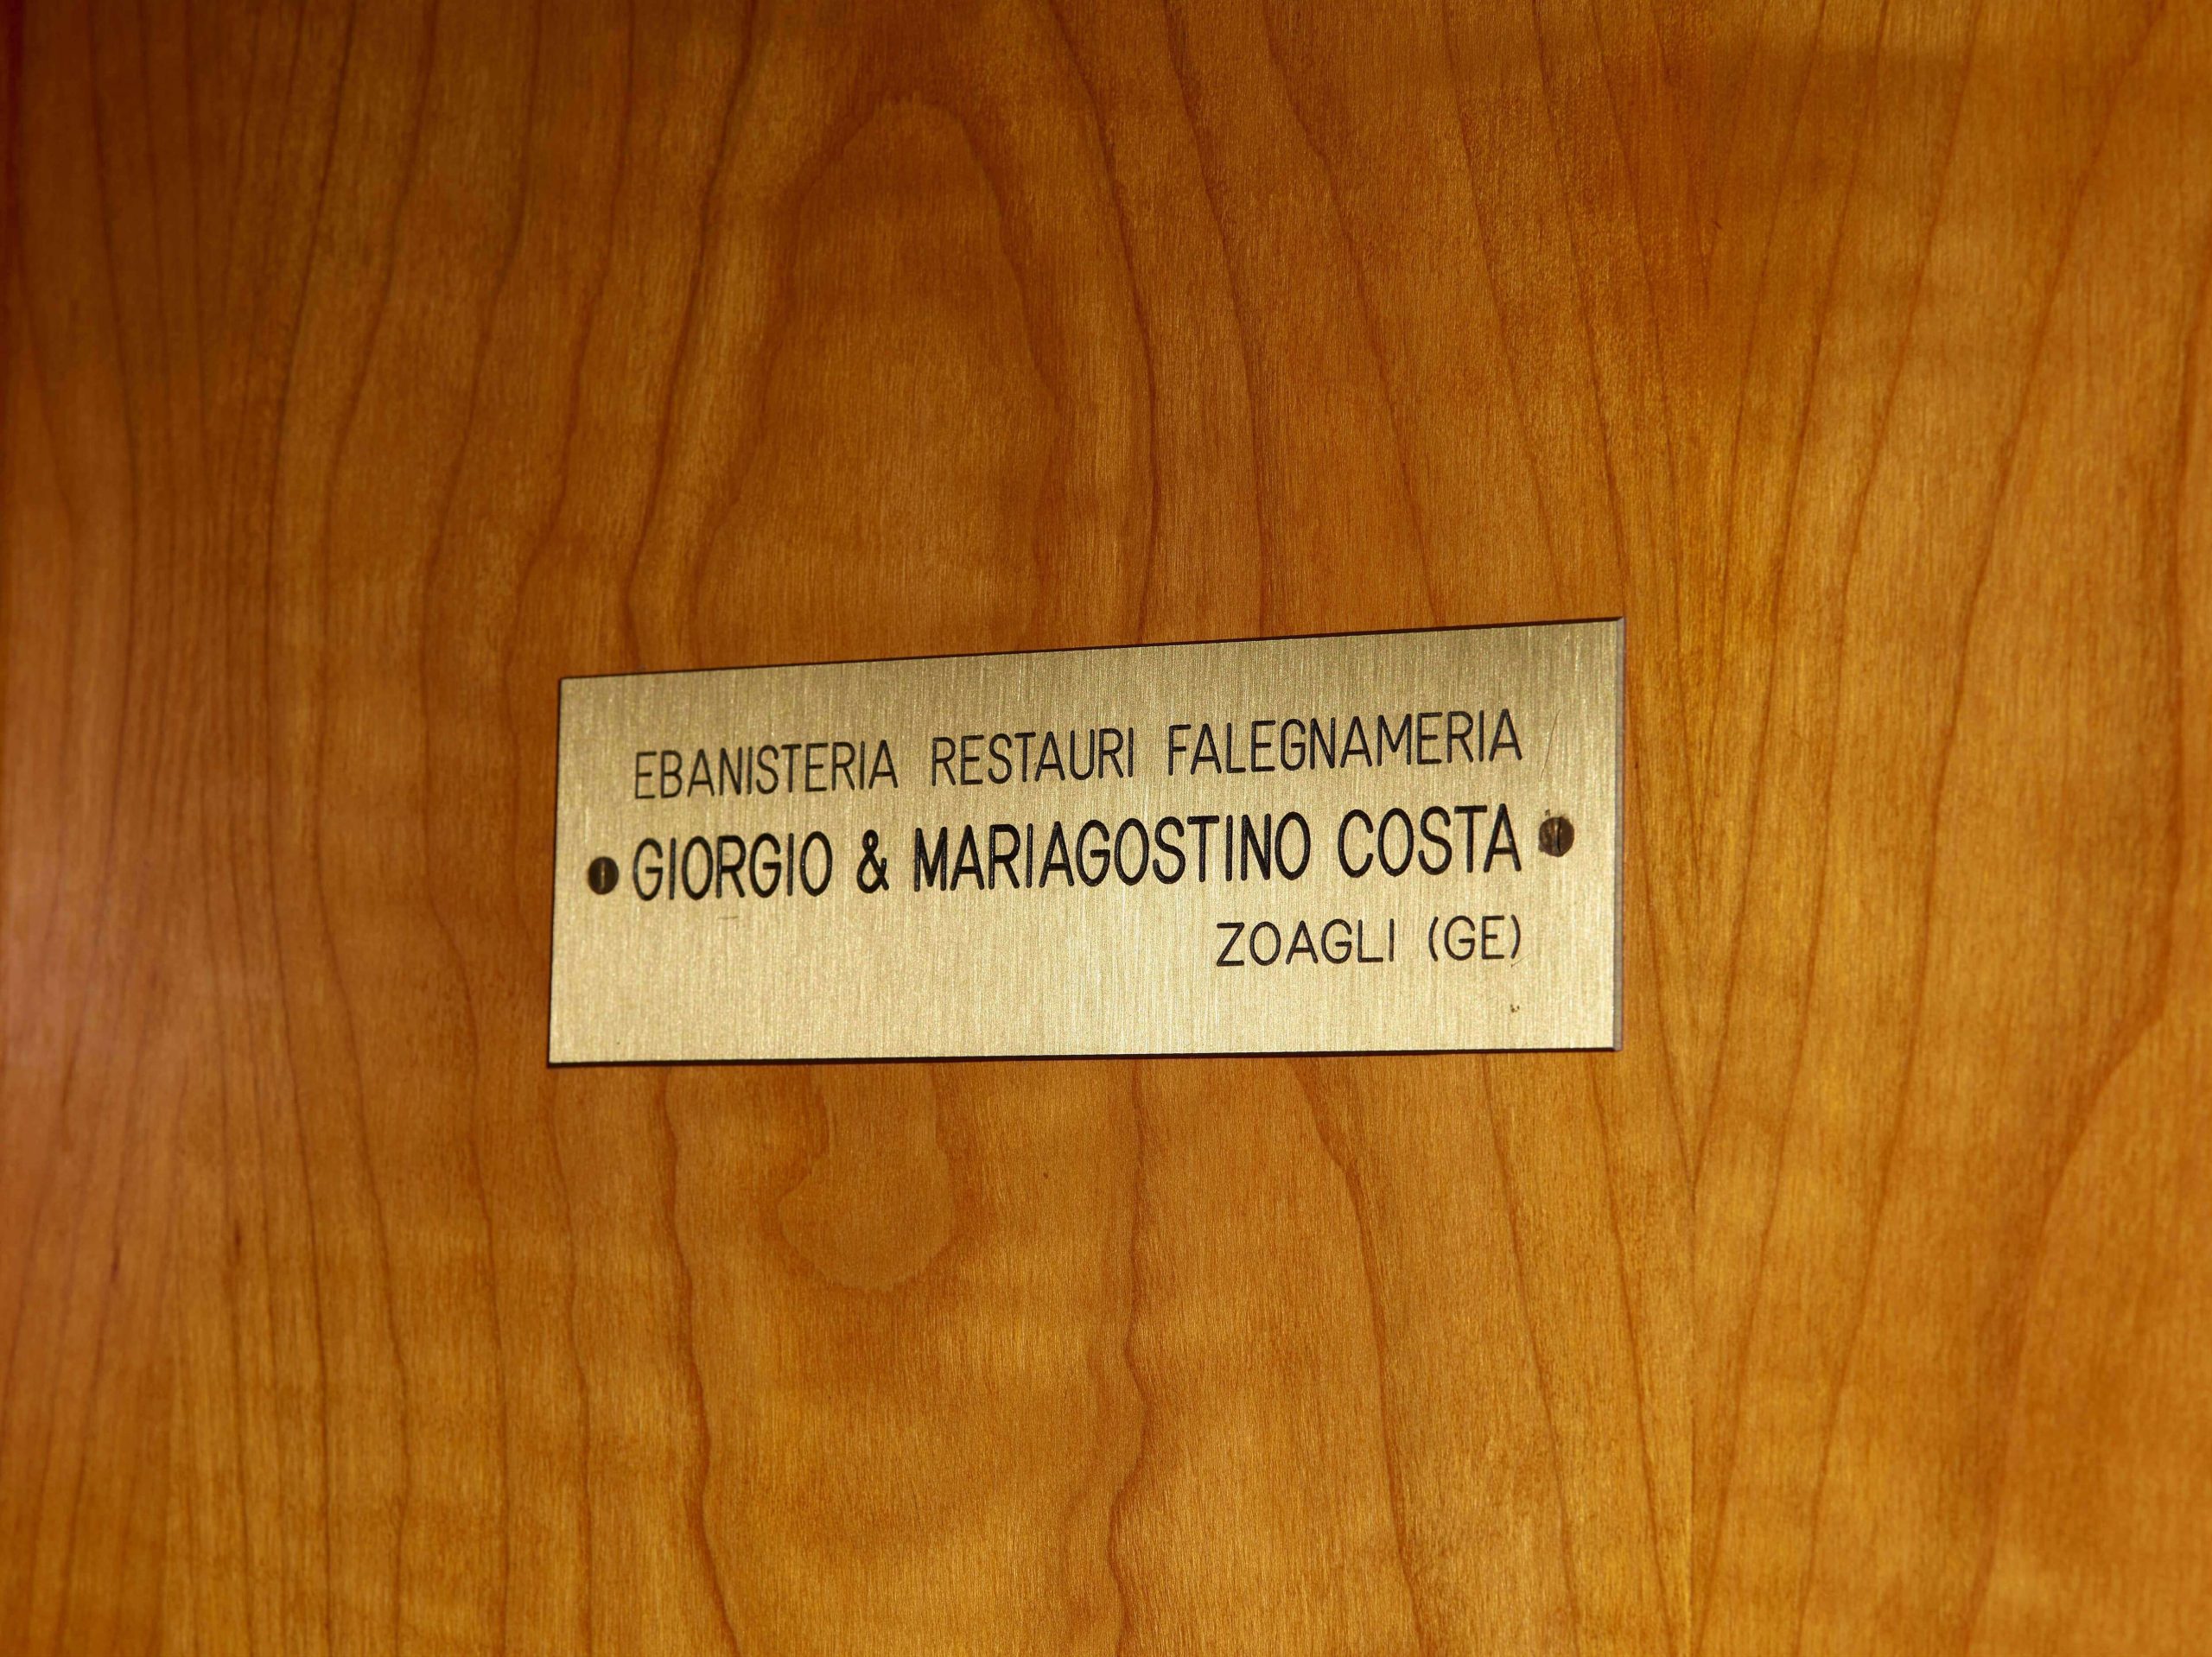 EBANISTERIA RESTAURI FALEGNAMERIA
GIORGIO & MARIAGOSTINO COSTA
ZOAGLI (GE)